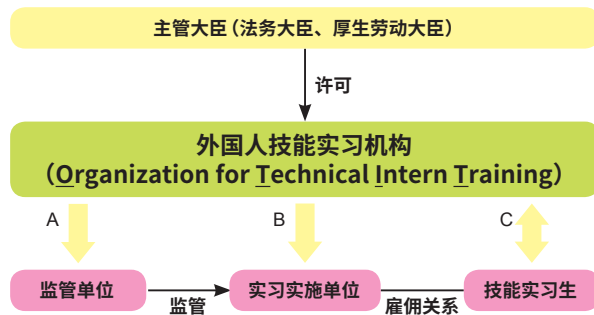 主管大臣（法务大臣、厚生劳动大臣）
许可
外国人技能实习机构
（Organization for Technical Intern Training）
A
B
C
监管单位
监管
实习实施单位
雇佣关系
技能实习生